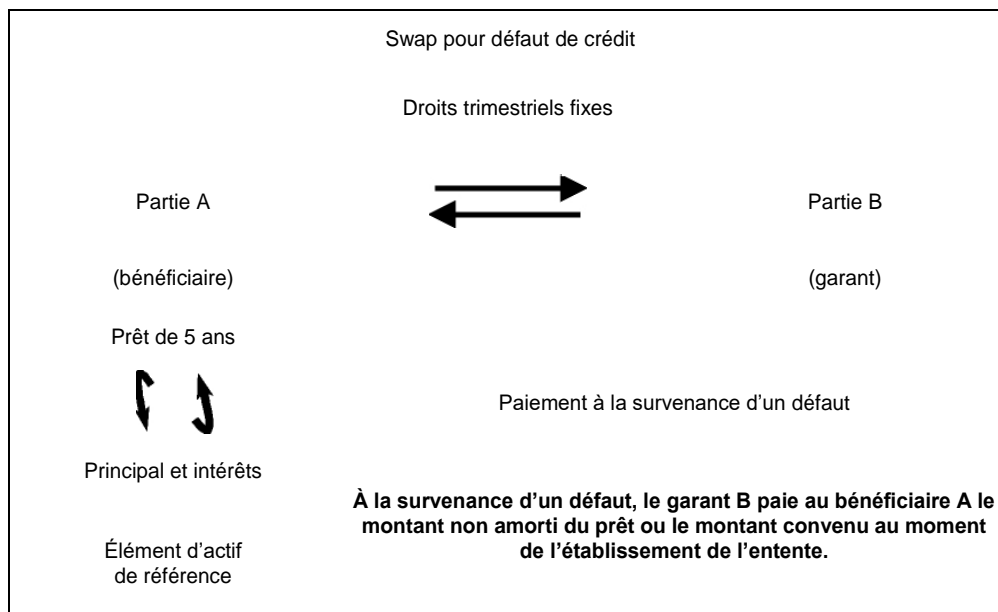 Swap pour défaut de crédit
Droits trimestriels fixes
Partie A
Partie B
(bénéficiaire)
(garant)
Prêt de 5 ans
Paiement à la survenance d’un défaut
Principal et intérêts
À la survenance d’un défaut, le garant B paie au bénéficiaire A le
montant non amorti du prêt ou le montant convenu au moment
de l’établissement de l’entente.
Élément d’actif
de référence